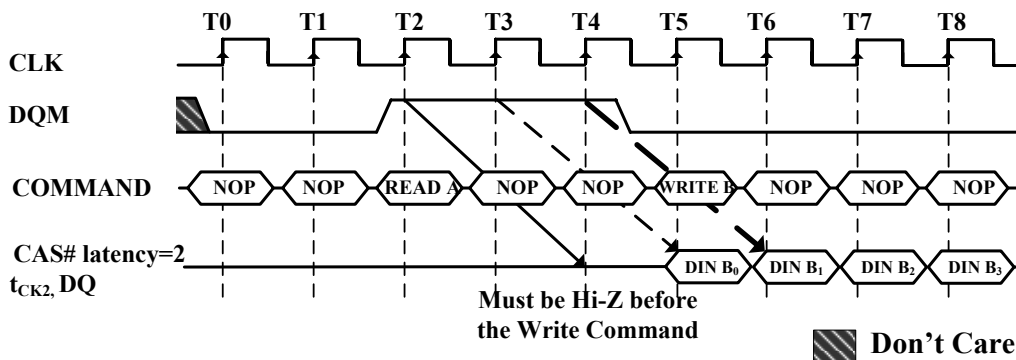 T0 T1 T2 T3 T4 T5 T6 T7 T8
CLK
DQM
COMMAND NOP NOP READ A NOP NOP WRITE B NOP NOP NOP
CAS# latency=2
tCK2, DQ DIN B0 DIN B1 DIN B2 DIN B3
Must be Hi-Z before
the Write Command
Don't Care